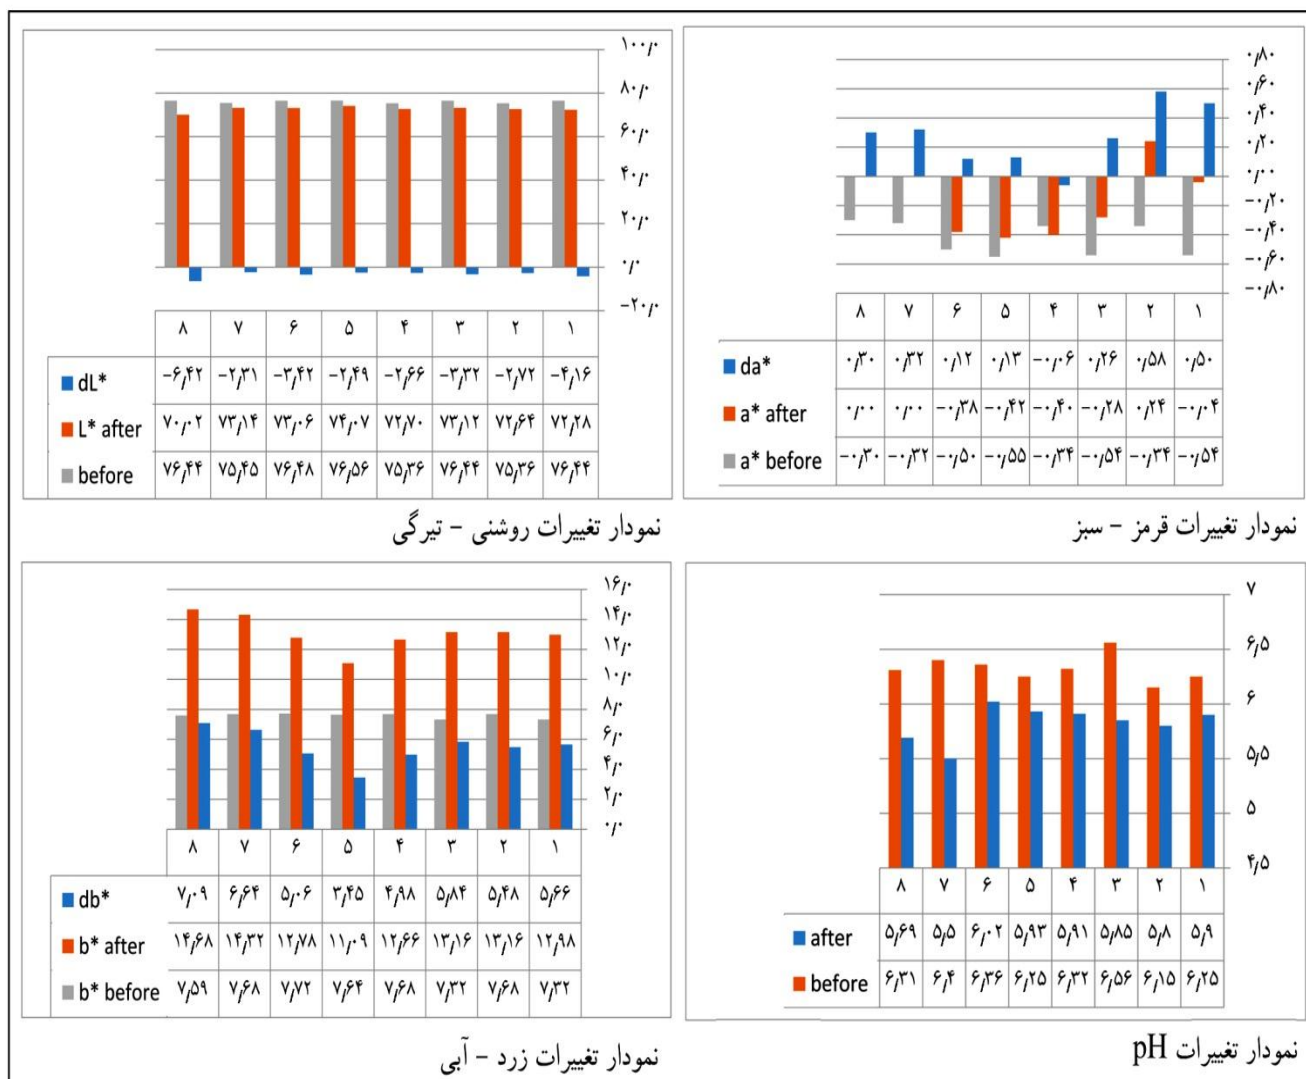 ۱۰۰/۰
۸۰/۰
۶۰/۰
۴۰/۰
۲۰/۰
۰/۰
-۲۰/۰
۸ ۷ ۶ ۵ ۴ ۳ ۲ ۱
dL* -۶/۴۲ -۲/۳۱ -۳/۴۲ -۲/۴۹ -۲/۶۶ -۳/۳۲ -۲/۷۲ -۴/۱۶
L* after ۷۰/۰۲ ۷۳/۱۴ ۷۳/۰۶ ۷۴/۰۷ ۷۲/۷۰ ۷۳/۱۲ ۷۲/۶۴ ۷۲/۲۸
before ۷۶/۴۴ ۷۵/۴۵ ۷۶/۴۸ ۷۶/۵۶ ۷۵/۳۶ ۷۶/۴۴ ۷۵/۳۶ ۷۶/۴۴
نمودار تغییرات روشنی - تیرگی
۰/۸۰
۰/۶۰
۰/۴۰
۰/۲۰
۰/۰۰
-۰/۲۰
-۰/۴۰
-۰/۶۰
-۰/۸۰
۸ ۷ ۶ ۵ ۴ ۳ ۲ ۱
da* ۰/۳۰ ۰/۳۲ ۰/۱۲ ۰/۱۳ -۰/۰۶ ۰/۲۶ ۰/۵۸ ۰/۵۰
a* after ۰/۰۰ ۰/۰۰ -۰/۳۸ -۰/۴۲ -۰/۴۰ -۰/۲۸ ۰/۲۴ -۰/۰۴
a* before -۰/۳۰ -۰/۳۲ -۰/۵۰ -۰/۵۵ -۰/۳۴ -۰/۵۴ -۰/۳۴ -۰/۵۴
نمودار تغییرات قرمز - سبز
۱۶/۰
۱۴/۰
۱۲/۰
۱۰/۰
۸/۰
۶/۰
۴/۰
۲/۰
۰/۰
۸ ۷ ۶ ۵ ۴ ۳ ۲ ۱
db* ۷/۰۹ ۶/۶۴ ۵/۰۶ ۳/۴۵ ۴/۹۸ ۵/۸۴ ۵/۴۸ ۵/۶۶
b* after ۱۴/۶۸ ۱۴/۳۲ ۱۲/۷۸ ۱۱/۰۹ ۱۲/۶۶ ۱۳/۱۶ ۱۳/۱۶ ۱۲/۹۸
b* before ۷/۵۹ ۷/۶۸ ۷/۷۲ ۷/۶۴ ۷/۶۸ ۷/۳۲ ۷/۶۸ ۷/۳۲
نمودار تغییرات زرد - آبی
۷
۶/۵
۶
۵/۵
۵
۴/۵
۸ ۷ ۶ ۵ ۴ ۳ ۲ ۱
after ۵/۶۹ ۵/۵ ۶/۰۲ ۵/۹۳ ۵/۹۱ ۵/۸۵ ۵/۸ ۵/۹
before ۶/۳۱ ۶/۴ ۶/۳۶ ۶/۲۵ ۶/۳۲ ۶/۵۶ ۶/۱۵ ۶/۲۵
نمودار تغییرات pH